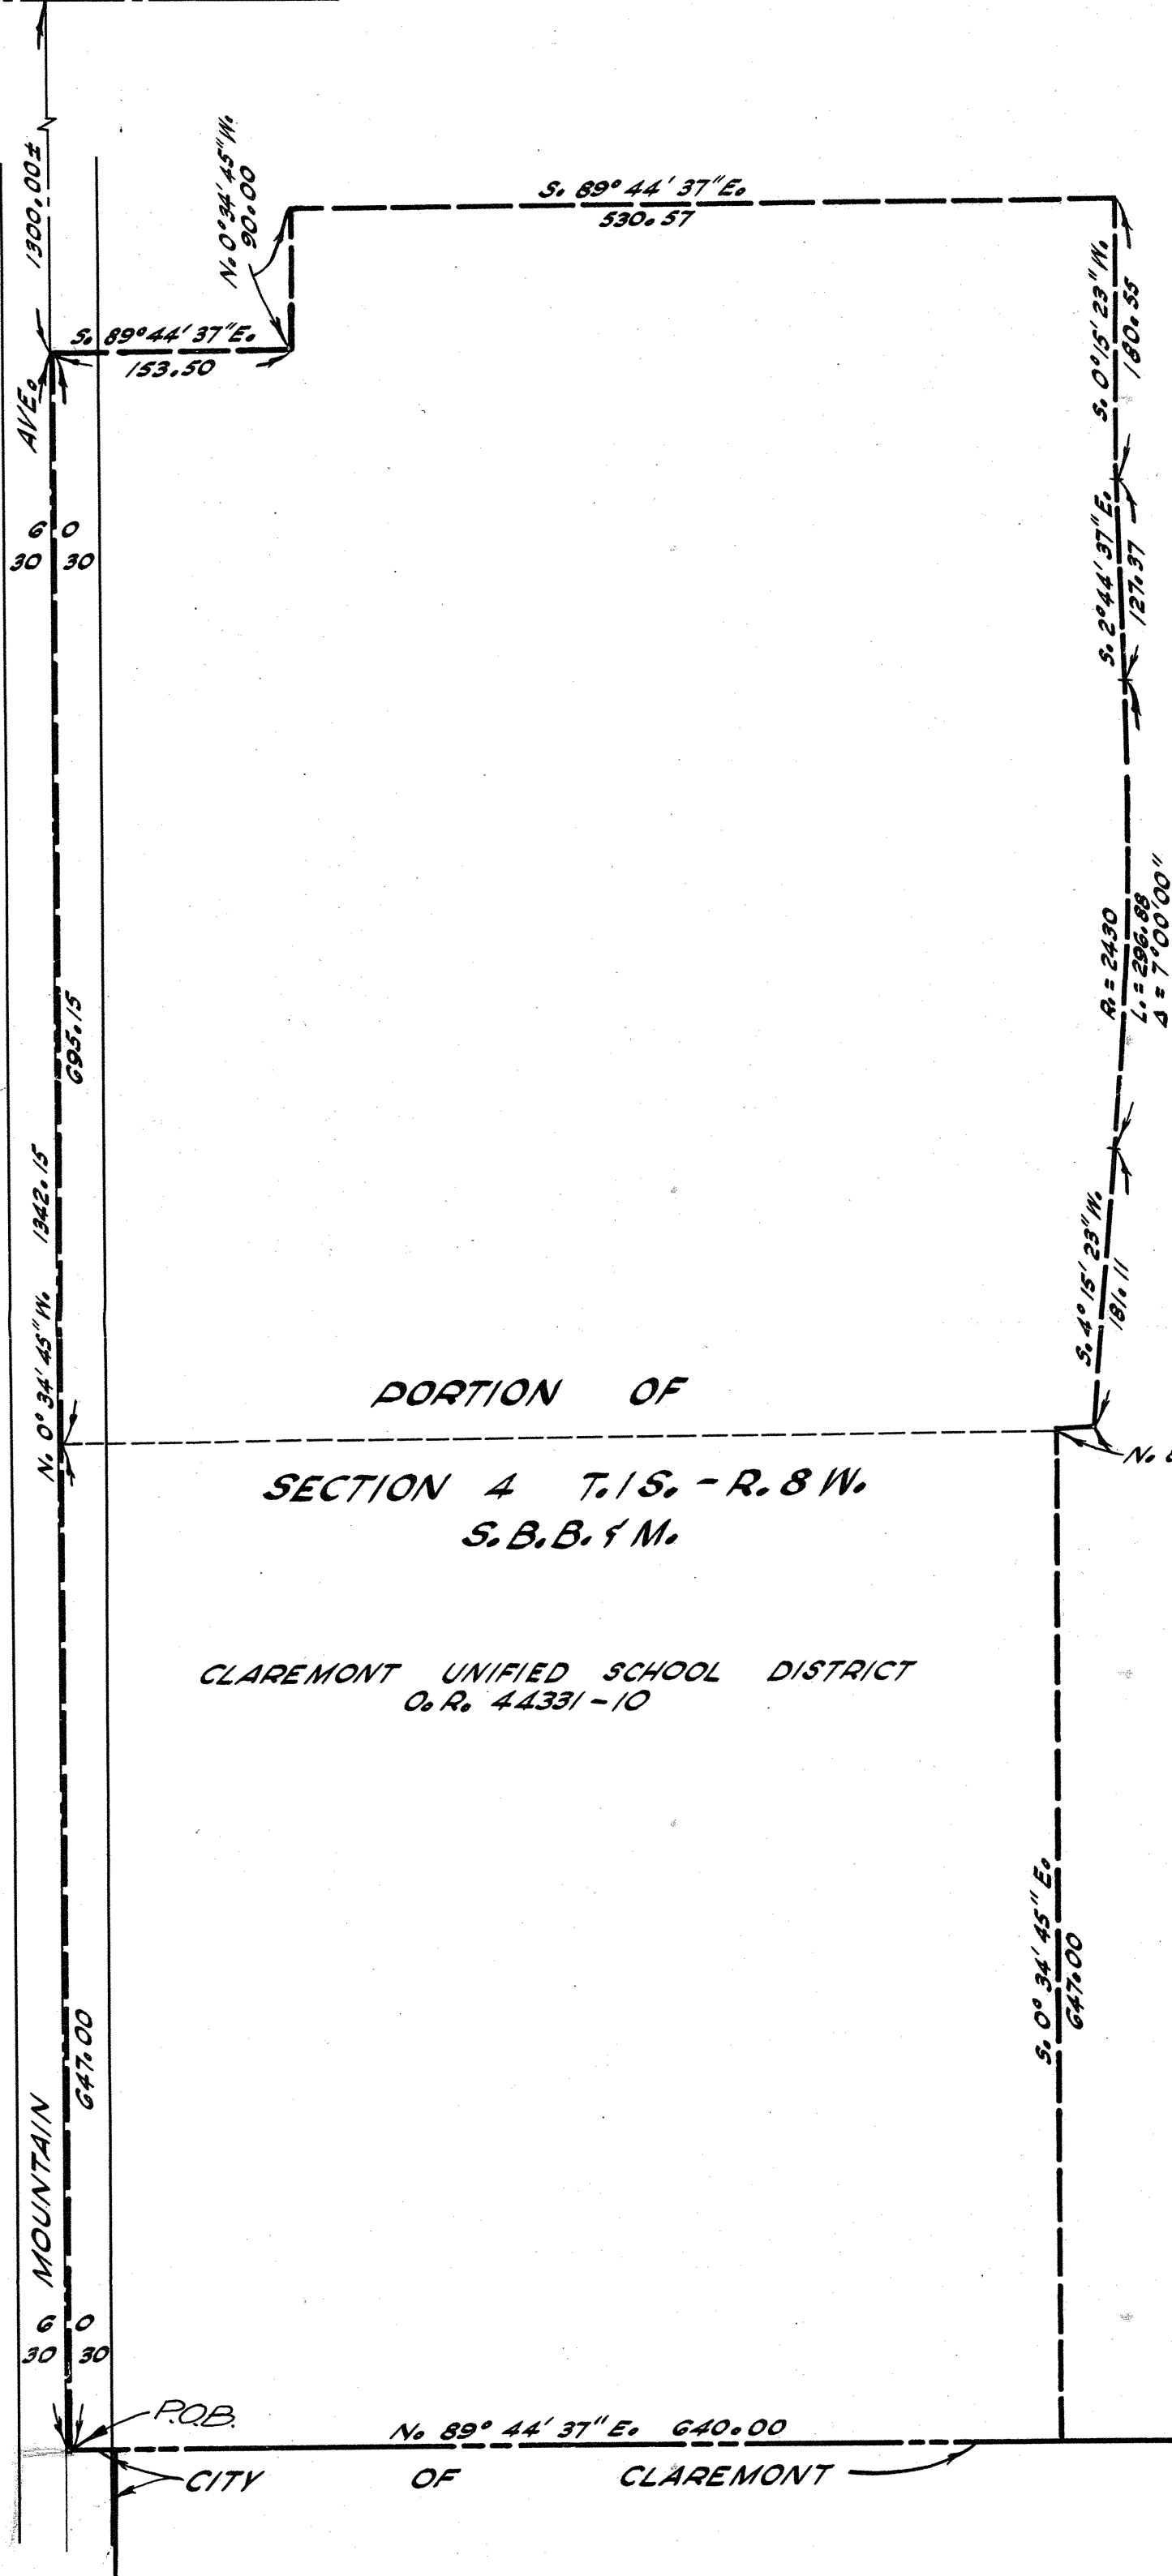 1300.00±
N. 0° 34' 45" W.
90.00
S. 89° 44' 37" E.
530.57
S. 89° 44' 37" E.
153.50
AVE.
60
30 30
S. 0° 15' 23" W.
180.55
S. 2° 44' 37" E.
127.37
R. = 2430
L. = 296.88
Δ = 7° 00' 00"
695.15
N. 0° 34' 45" W. 1342.15
S. 4° 15' 23" W.
181.11
PORTION OF
N.
SECTION 4 T. 1 S. - R. 8 W.
S. B. B. & M.
CLAREMONT UNIFIED SCHOOL DISTRICT
O. R. 44331-10
S. 0° 34' 45" E.
647.00
647.00
MOUNTAIN
60
30 30
P.O.B.
N. 89° 44' 37" E. 640.00
CITY OF CLAREMONT